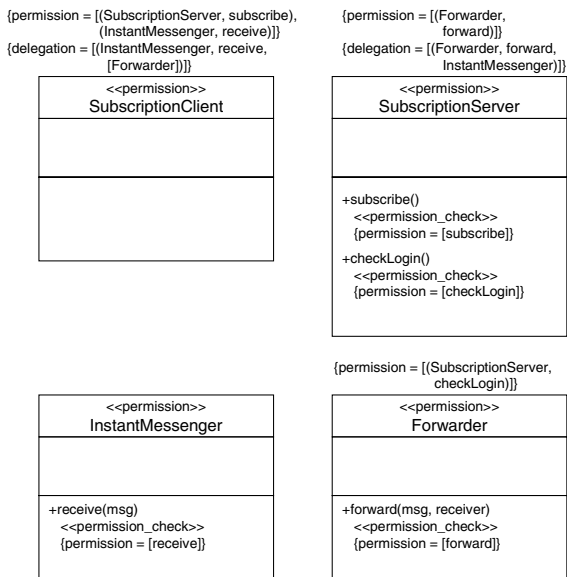 {permission = [(SubscriptionServer, subscribe),
(InstantMessenger, receive)]}
{delegation = [(InstantMessenger, receive,
[Forwarder])]}
<<permission>>
SubscriptionClient
{permission = [(Forwarder,
forward)]}
{delegation = [(Forwarder, forward,
InstantMessenger)]}
<<permission>>
SubscriptionServer
+subscribe()
<<permission_check>>
{permission = [subscribe]}
+checkLogin()
<<permission_check>>
{permission = [checkLogin]}
<<permission>>
InstantMessenger
+receive(msg)
<<permission_check>>
{permission = [receive]}
{permission = [(SubscriptionServer,
checkLogin)]}
<<permission>>
Forwarder
+forward(msg, receiver)
<<permission_check>>
{permission = [forward]}